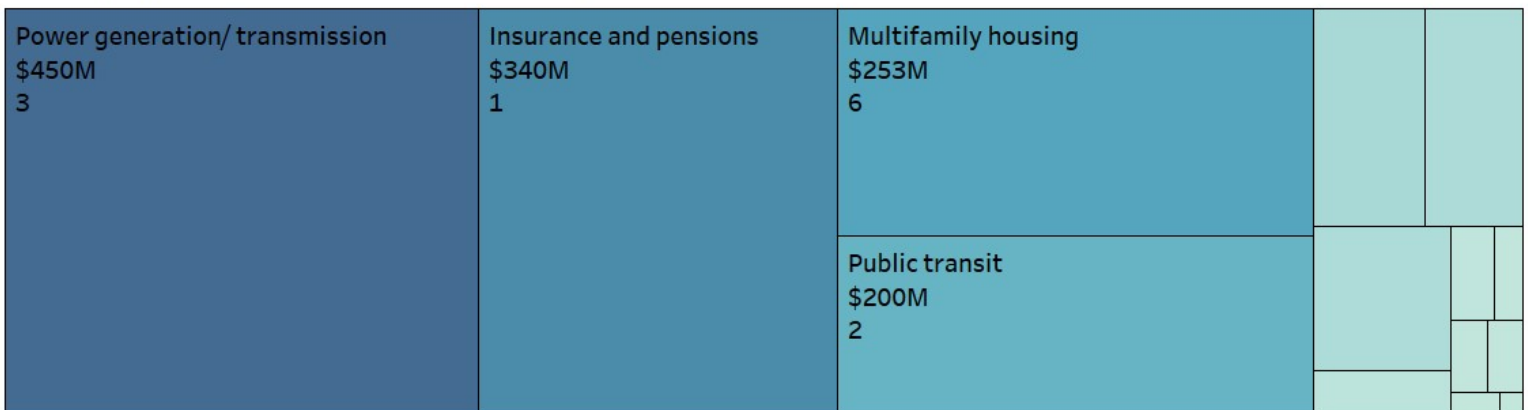 Power generation/ transmission
$450M
3
Insurance and pensions
$340M
1
Multifamily housing
$253M
6
Public transit
$200M
2